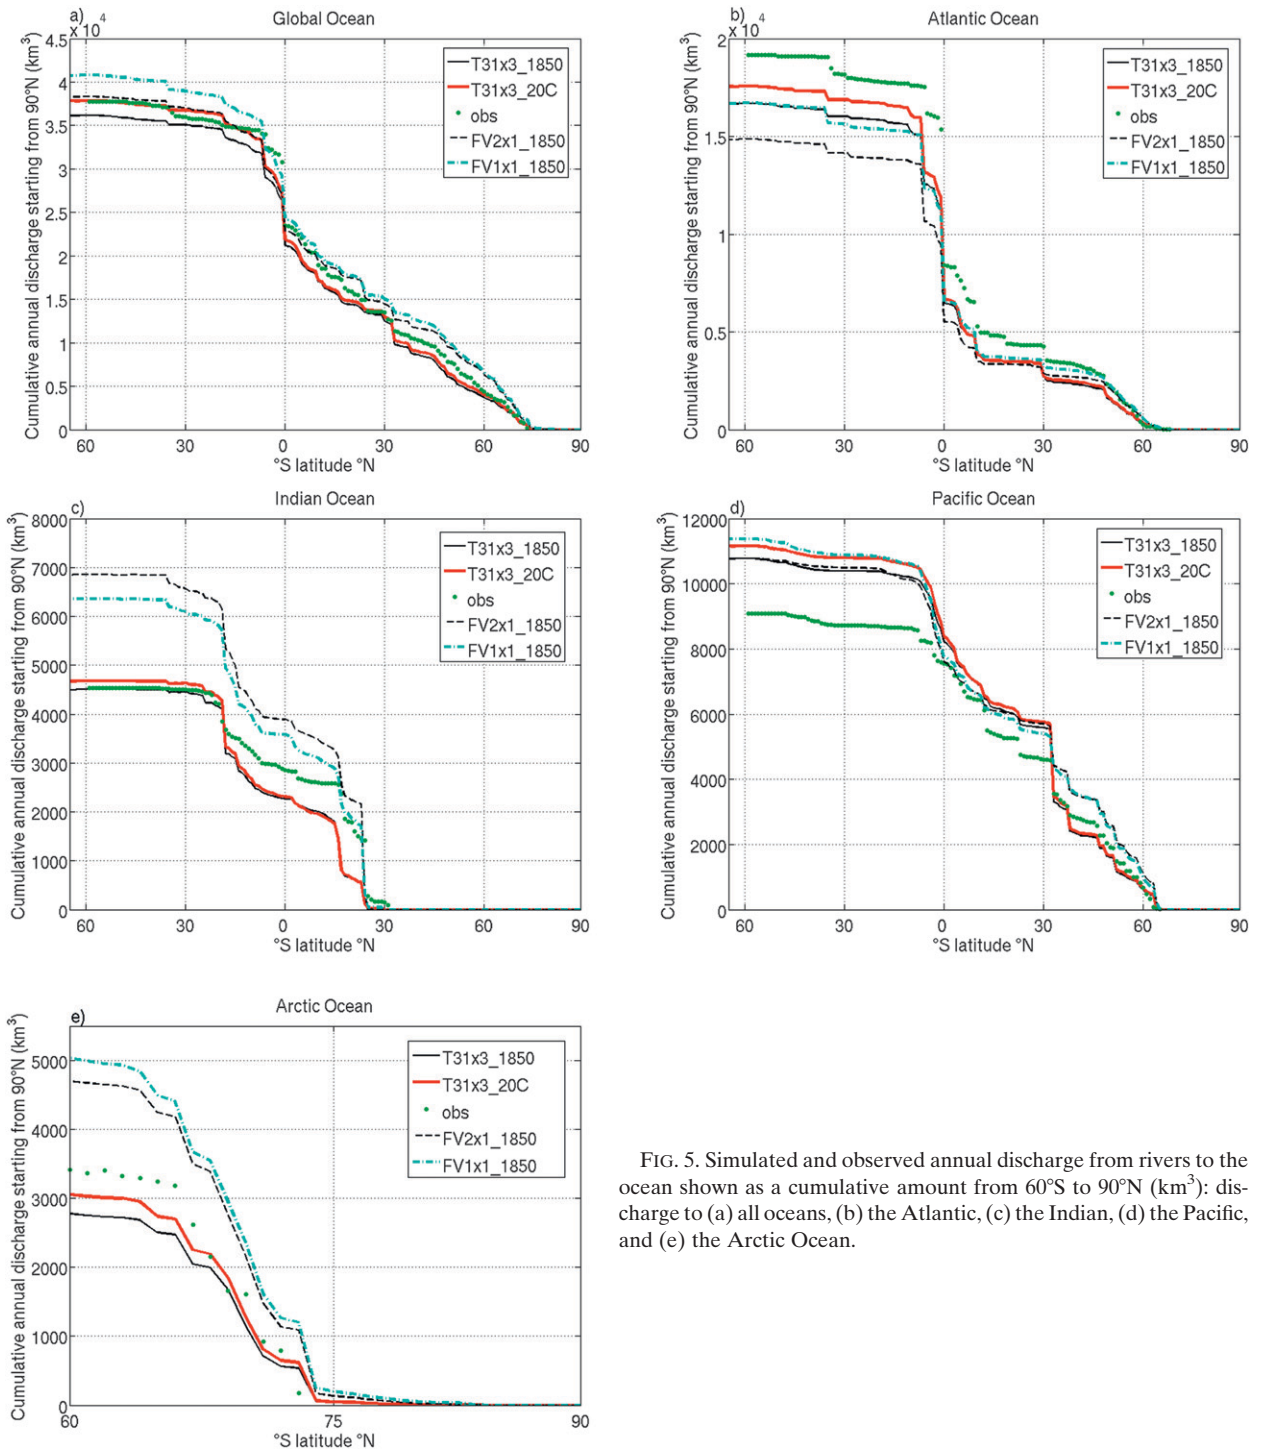 a)
x 10⁴
Global Ocean
Cumulative annual discharge starting from 90°N (km³)
4.5
4
3.5
3
2.5
2
1.5
1
0.5
0
60
30
0
30
60
90
°S latitude °N
T31x3_1850
T31x3_20C
obs
FV2x1_1850
FV1x1_1850
b)
x 10⁴
Atlantic Ocean
Cumulative annual discharge starting from 90°N (km³)
2
1.5
1
0.5
0
60
30
0
30
60
90
°S latitude °N
T31x3_1850
T31x3_20C
obs
FV2x1_1850
FV1x1_1850
c)
Indian Ocean
Cumulative annual discharge starting from 90°N (km³)
8000
7000
6000
5000
4000
3000
2000
1000
0
60
30
0
30
60
90
°S latitude °N
T31x3_1850
T31x3_20C
obs
FV2x1_1850
FV1x1_1850
d)
Pacific Ocean
Cumulative annual discharge starting from 90°N (km³)
12000
10000
8000
6000
4000
2000
0
60
30
0
30
60
90
°S latitude °N
T31x3_1850
T31x3_20C
obs
FV2x1_1850
FV1x1_1850
e)
Arctic Ocean
Cumulative annual discharge starting from 90°N (km³)
5000
4000
3000
2000
1000
0
60
75
90
°S latitude °N
T31x3_1850
T31x3_20C
obs
FV2x1_1850
FV1x1_1850
FIG. 5. Simulated and observed annual discharge from rivers to the
ocean shown as a cumulative amount from 60°S to 90°N (km³): dis-
charge to (a) all oceans, (b) the Atlantic, (c) the Indian, (d) the Pacific,
and (e) the Arctic Ocean.